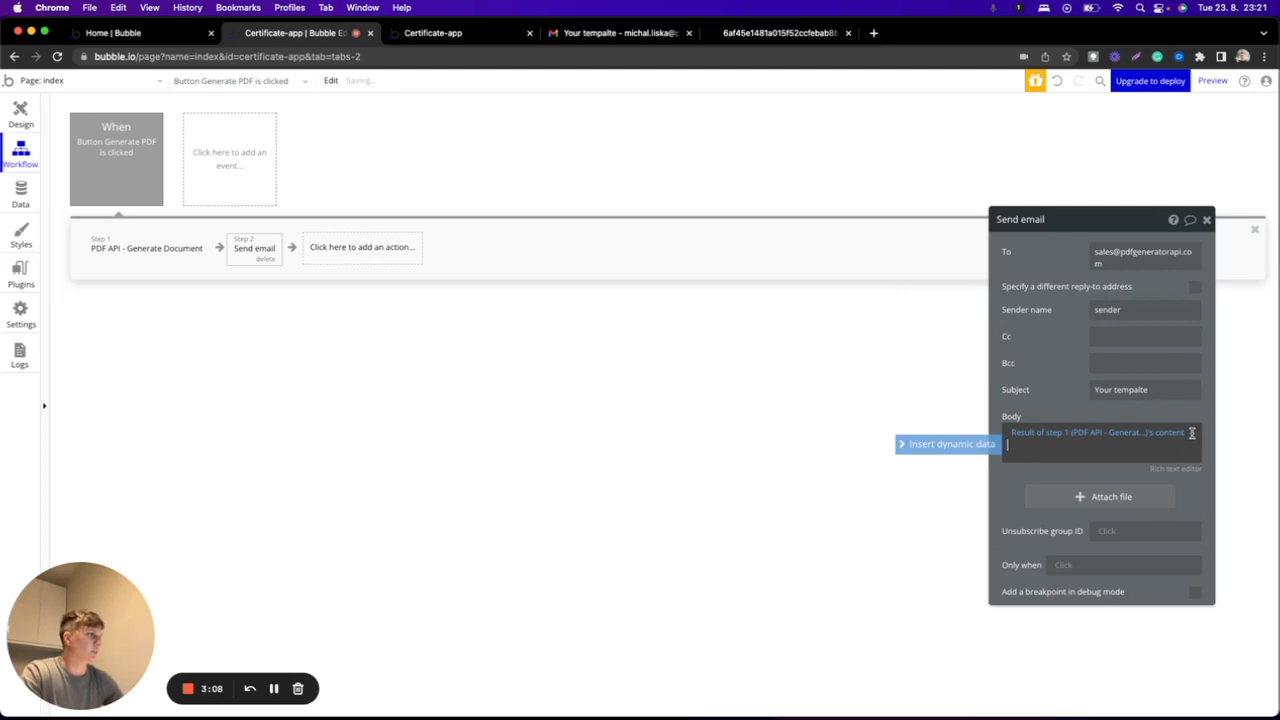 Chrome File Edit View History Bookmarks Profiles Tab Window Help
Tue 23. 8. 23:21
Home | Bubble
Certificate-app | Bubble Ed
Certificate-app
Your tempalte - michal.liska@p
6af45e1481a015f52ccfebab8b
bubble.io/page?name=index&id=certificate-app&tab=tabs-2
Page: index
Button Generate PDF is clicked
Edit
Saving...
Upgrade to deploy
Preview
Design
Workflow
Data
Styles
Plugins
Settings
Logs
When
Button Generate PDF
is clicked
Click here to add an
event...
Step 1
PDF API - Generate Document
Step 2
Send email
delete
Click here to add an action...
Send email
To
sales@pdfgeneratorapi.co
m
Specify a different reply-to address
Sender name
sender
Cc
Bcc
Subject
Your tempalte
Body
Result of step 1 (PDF API - Generat...)'s content
Insert dynamic data
Rich text editor
Attach file
Unsubscribe group ID
Click
Only when
Click
Add a breakpoint in debug mode
3:08